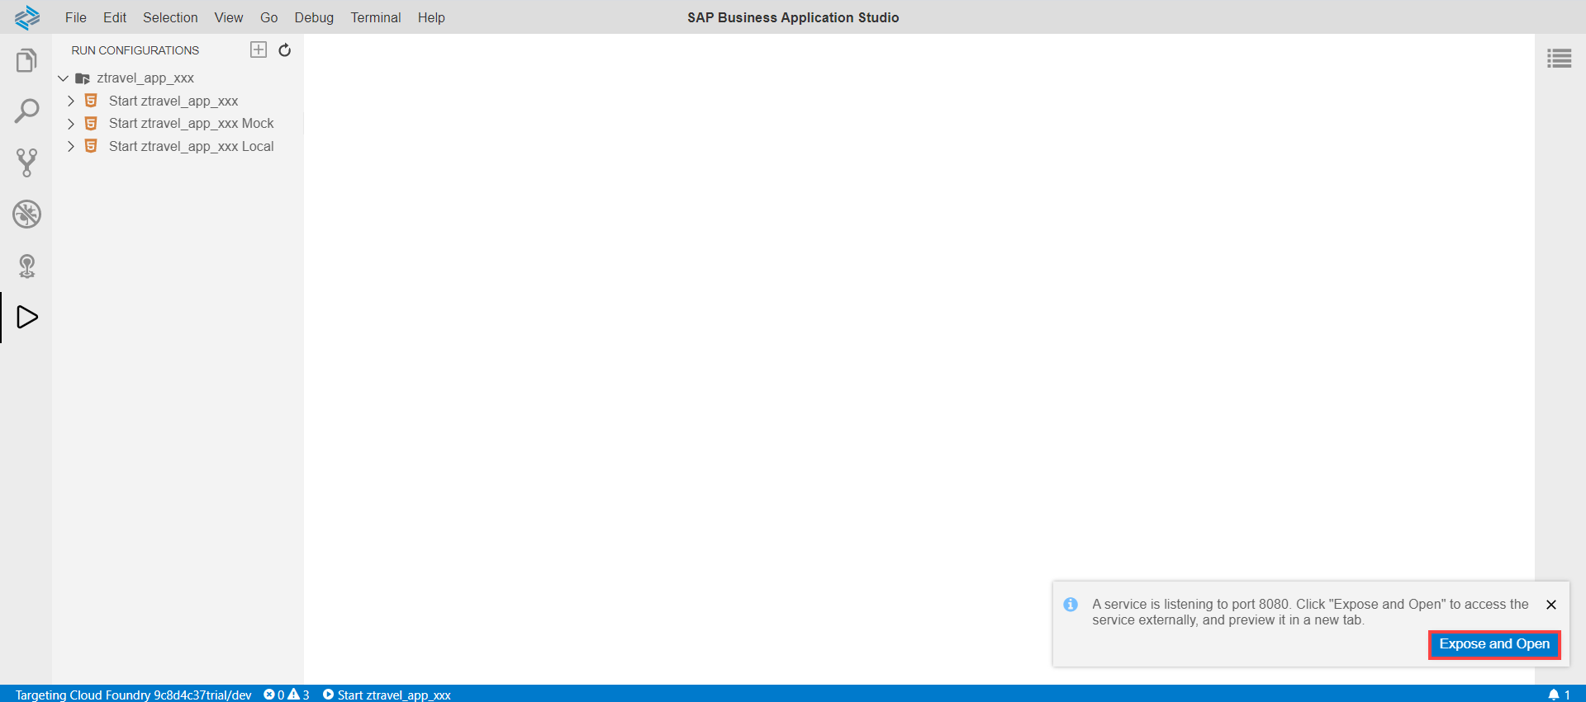 File Edit Selection View Go Debug Terminal Help
SAP Business Application Studio
RUN CONFIGURATIONS
ztravel_app_xxx
Start ztravel_app_xxx
Start ztravel_app_xxx Mock
Start ztravel_app_xxx Local
A service is listening to port 8080. Click "Expose and Open" to access the
service externally, and preview it in a new tab.
Expose and Open
Targeting Cloud Foundry 9c8d4c37trial/dev 0 3 Start ztravel_app_xxx 1